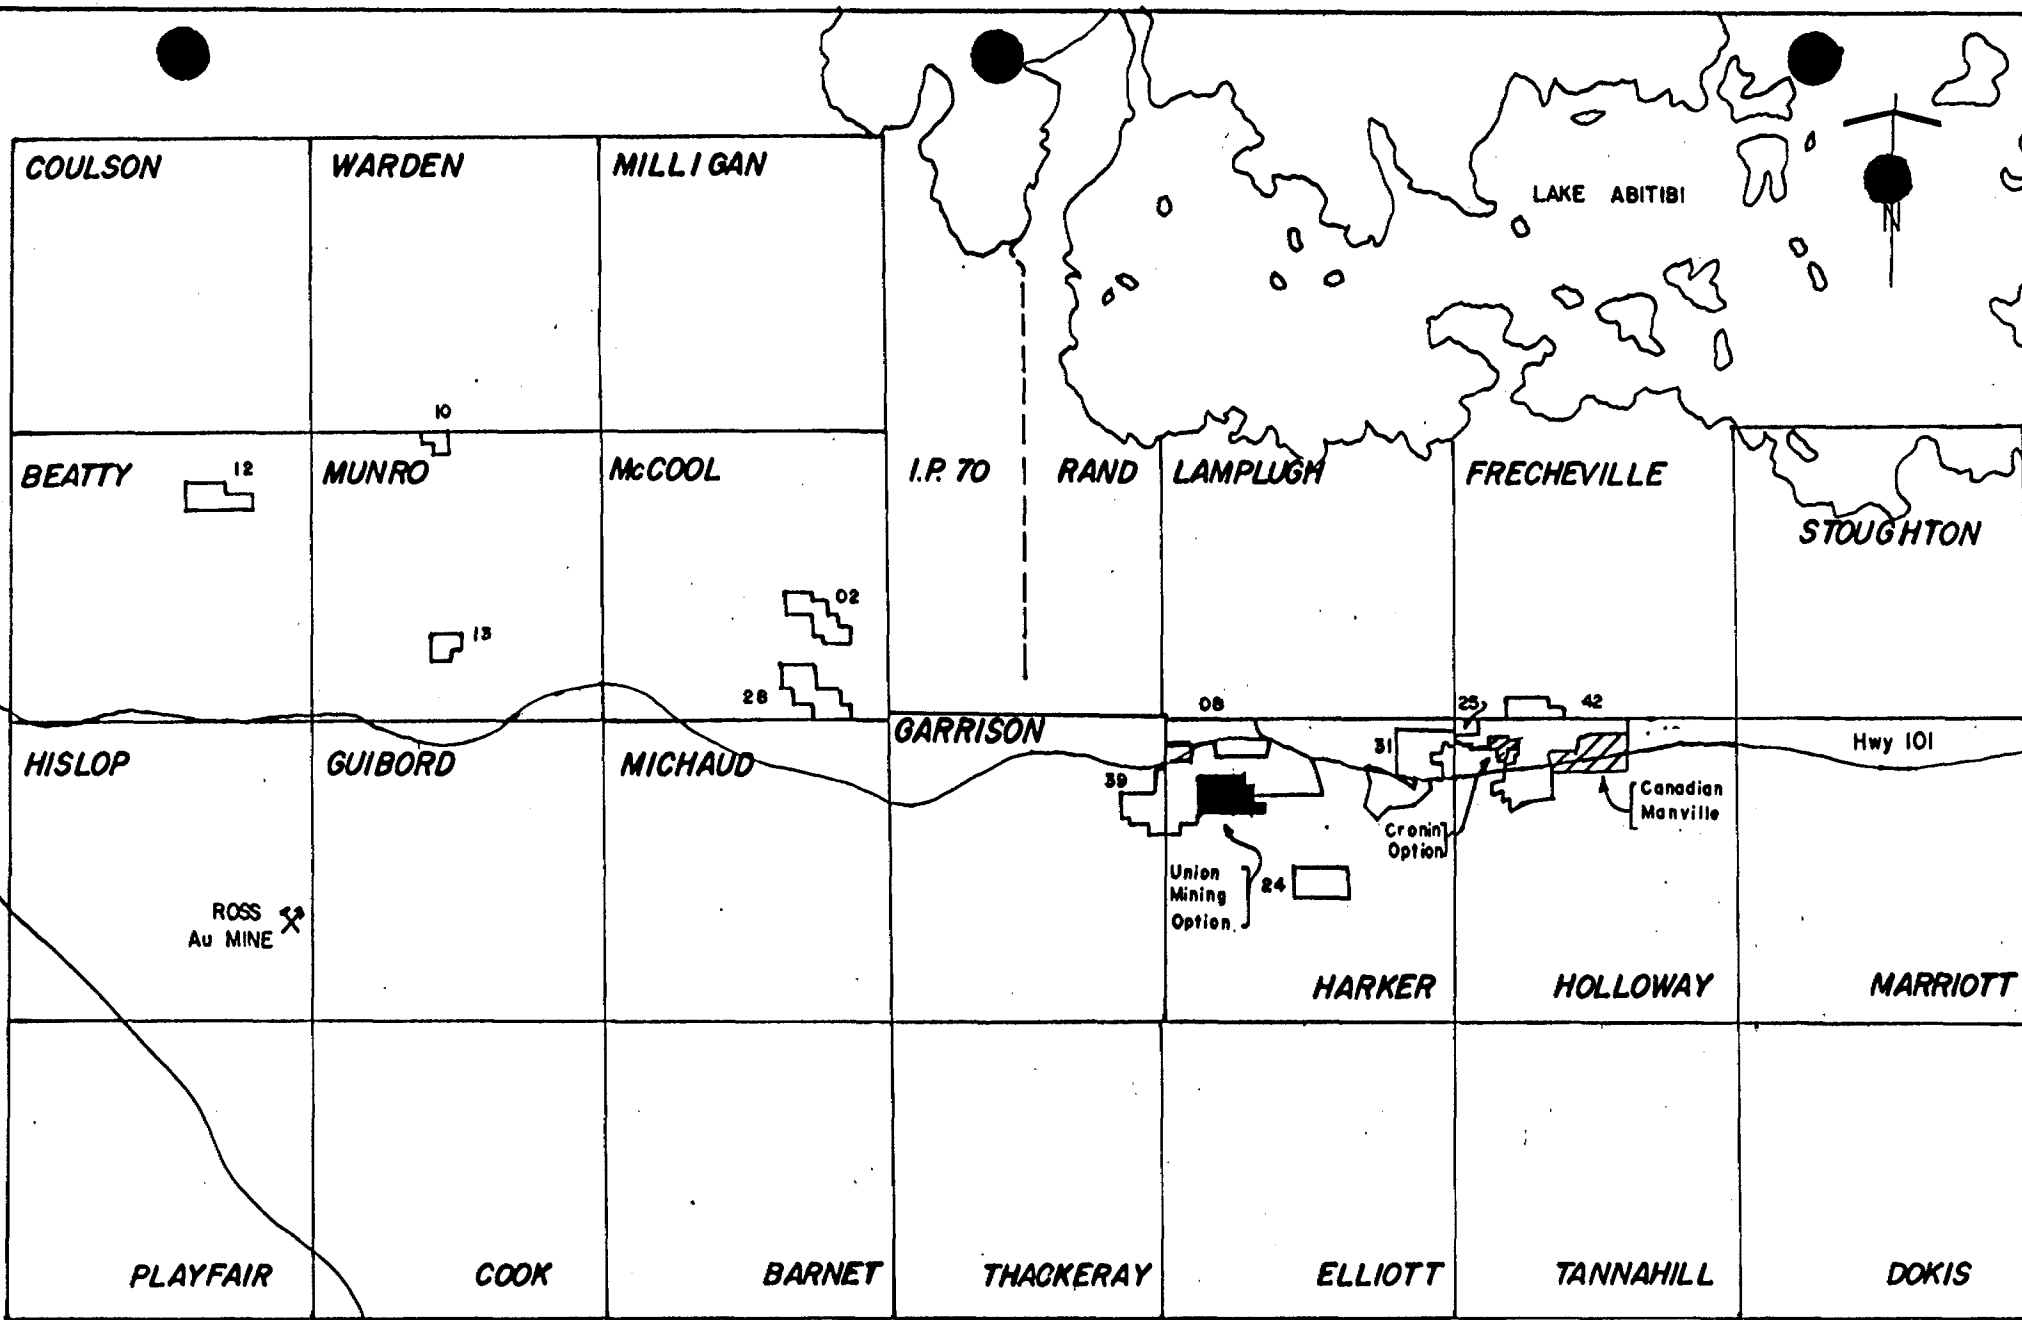 COULSON
WARDEN
MILLIGAN
LAKE ABITIBI
N
10
BEATTY
12
MUNRO
McCOOL
I.P. 70
RAND
LAMPLUGH
FRECHEVILLE
STOUGHTON
02
13
28
08
25
42
HISLOP
GUIBORD
MICHAUD
GARRISON
31
Hwy 101
39
Canadian
Manville
Cronin
Option
Union
Mining
Option
24
ROSS
Au MINE
HARKER
HOLLOWAY
MARRIOTT
PLAYFAIR
COOK
BARNET
THACKERAY
ELLIOTT
TANNAHILL
DOKIS